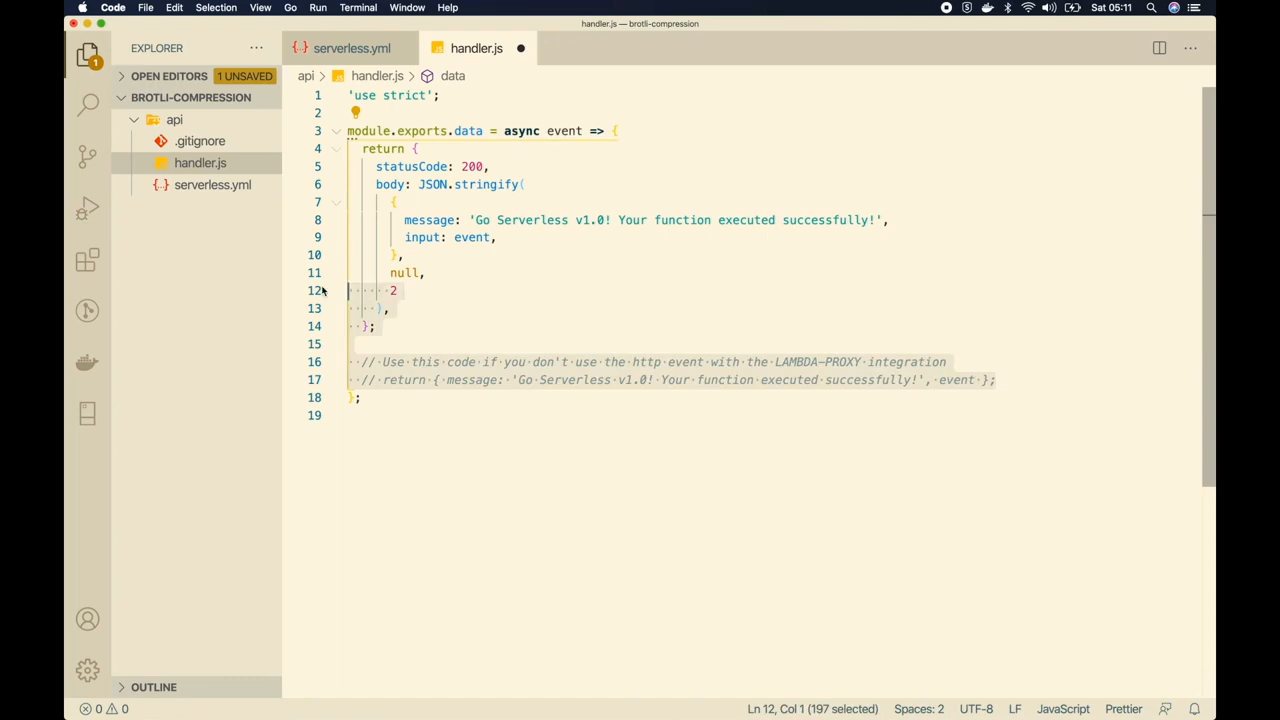 Code File Edit Selection View Go Run Terminal Window Help Sat 05:11
handler.js — brotli-compression
EXPLORER
serverless.yml
handler.js
OPEN EDITORS 1 UNSAVED
BROTLI-COMPRESSION
api
.gitignore
handler.js
serverless.yml
OUTLINE
1
api > handler.js > data
1 'use strict';
2
3 module.exports.data = async event => {
4 return {
5 statusCode: 200,
6 body: JSON.stringify(
7 {
8 message: 'Go Serverless v1.0! Your function executed successfully!',
9 input: event,
10 },
11 null,
12 2
13 ),
14 };
15
16 // Use this code if you don't use the http event with the LAMBDA-PROXY integration
17 // return { message: 'Go Serverless v1.0! Your function executed successfully!', event };
18 };
19
0 0 Ln 12, Col 1 (197 selected) Spaces: 2 UTF-8 LF JavaScript Prettier